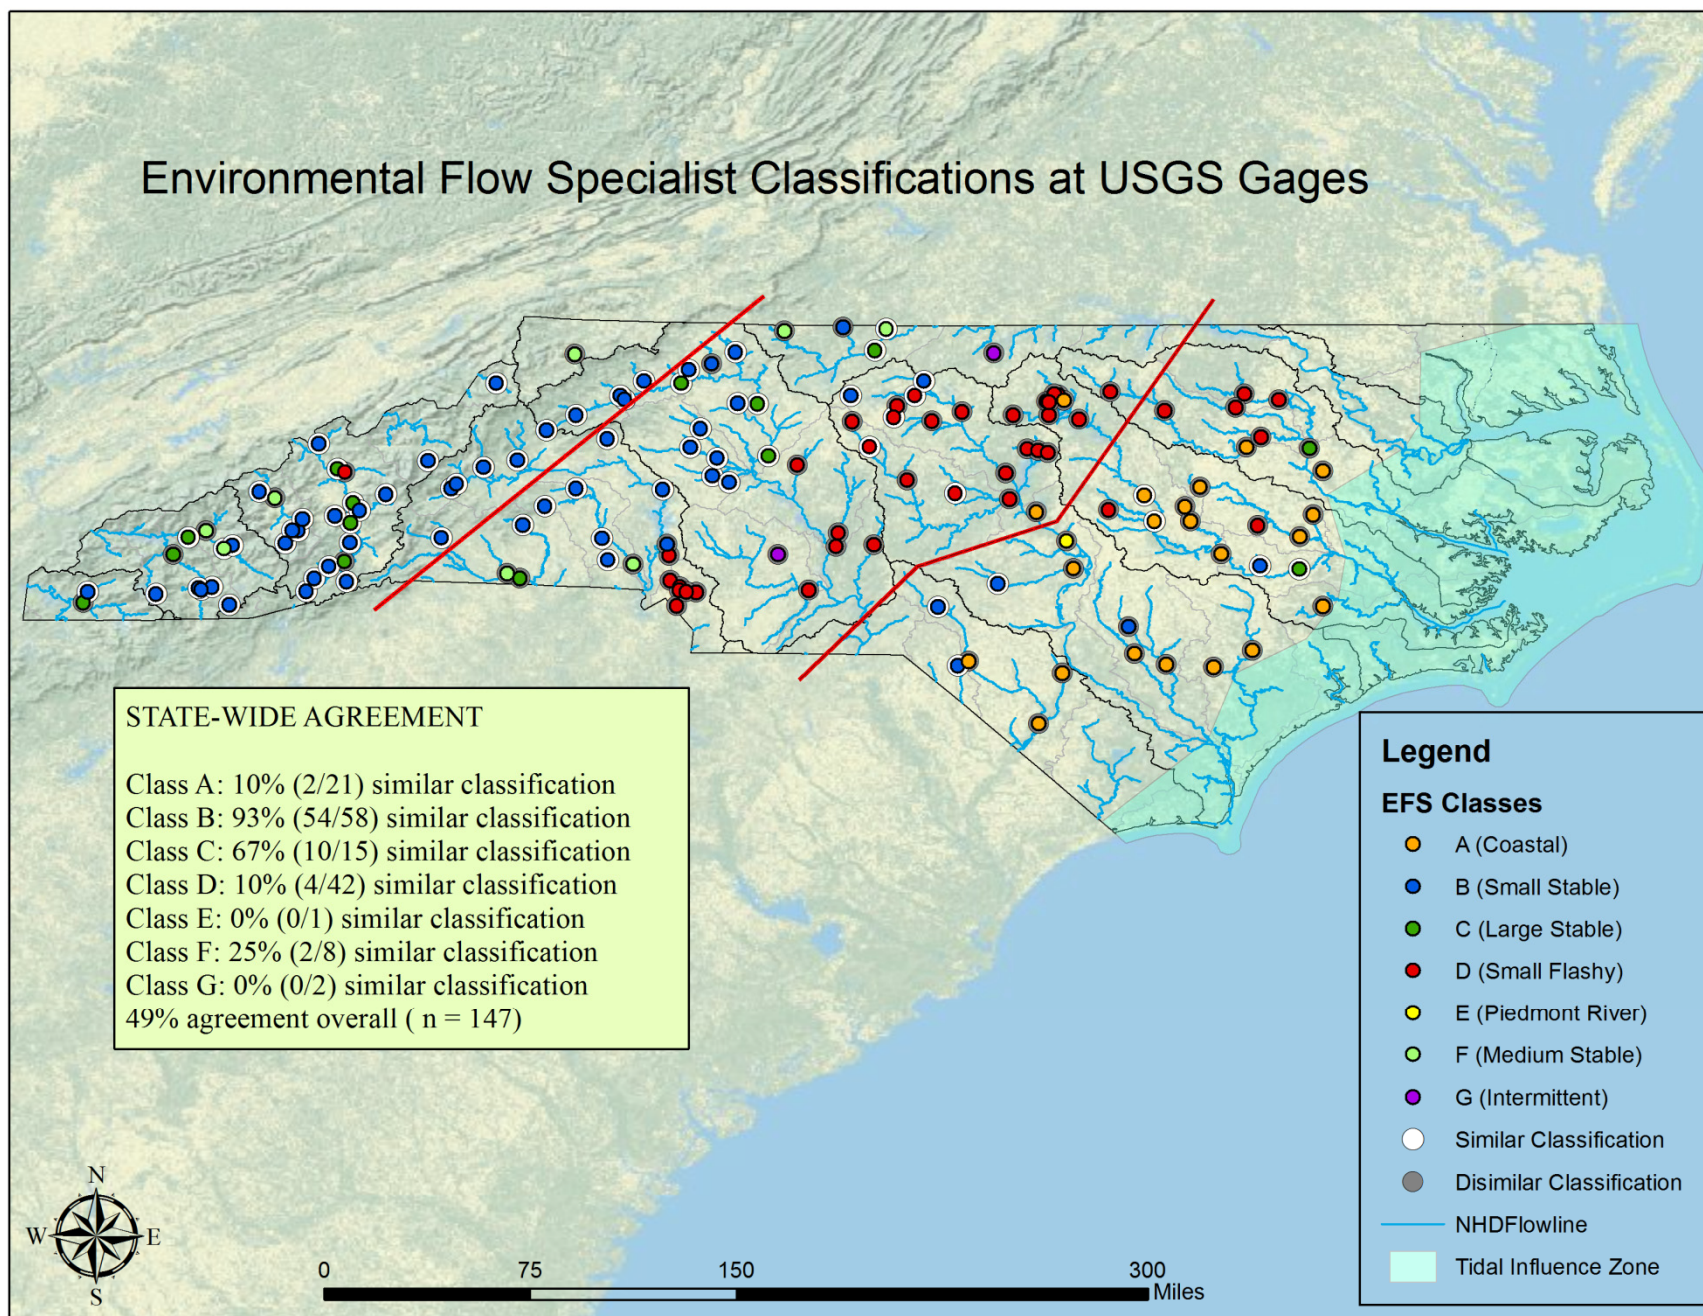 Environmental Flow Specialist Classifications at USGS Gages
STATE-WIDE AGREEMENT
Class A: 10% (2/21) similar classification
Class B: 93% (54/58) similar classification
Class C: 67% (10/15) similar classification
Class D: 10% (4/42) similar classification
Class E: 0% (0/1) similar classification
Class F: 25% (2/8) similar classification
Class G: 0% (0/2) similar classification
49% agreement overall ( n = 147)
Legend
EFS Classes
A (Coastal)
B (Small Stable)
C (Large Stable)
D (Small Flashy)
E (Piedmont River)
F (Medium Stable)
G (Intermittent)
Similar Classification
Disimilar Classification
NHDFlowline
Tidal Influence Zone
N
W E
S
0 75 150 300
Miles